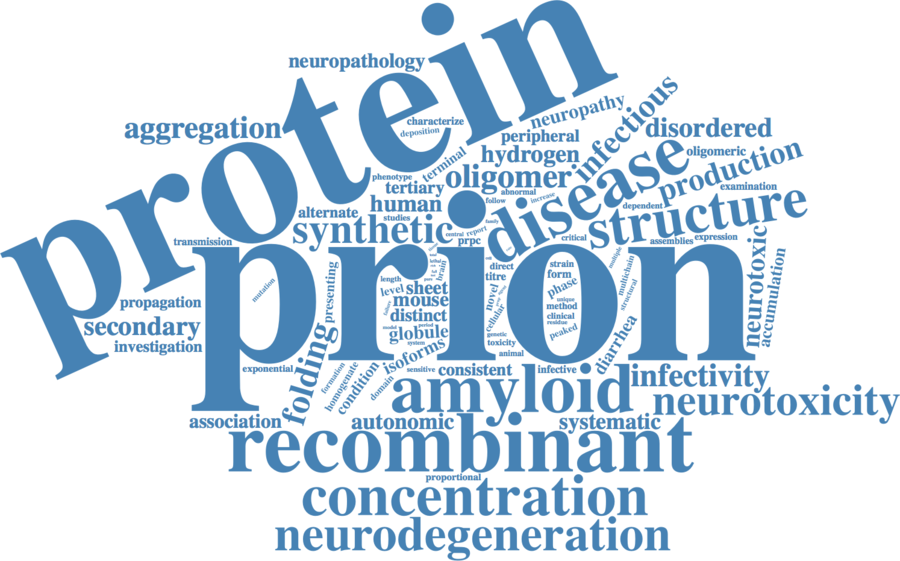 neuropathology
protein
characterize
deposition
neuropathy
infectious
aggregation
peripheral
disordered
terminal
hydrogen
oligomeric
phenotype
oligomer
disease
production
tertiary
abnormal
examination
human
follow
increase
alternate
studies
dependent
structure
synthetic
control
report
family
critical
assemblies
expression
transmission
prpc
prion
multiple
neurotoxic
accumulation
direct
strain
multichain
presenting
length
brain
titre
form
mutation
level
sheet
novel
phase
structural
propagation
mouse
unique
method
secondary
distinct
cellular
clinical
residue
investigation
modal
period
globule
genetic
peaked
system
toxicity
diarrhea
folding
isoforms
animal
exponential
formation
homogenate
condition
domain
sensitive
consistent
infective
infectivity
amyloid
neurotoxicity
association
autonomic
systematic
recombinant
proportional
concentration
neurodegeneration